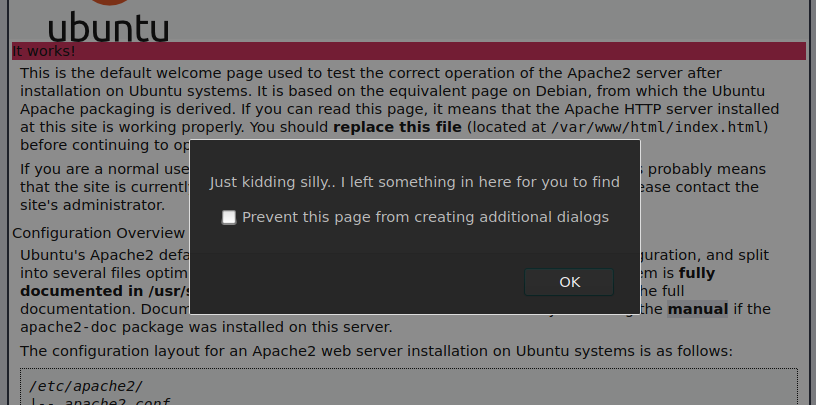 ubuntu
It works!
This is the default welcome page used to test the correct operation of the Apache2 server after
installation on Ubuntu systems. It is based on the equivalent page on Debian, from which the Ubuntu
Apache packaging is derived. If you can read this page, it means that the Apache HTTP server installed
at this site is working properly. You should replace this file (located at /var/www/html/index.html)
before continuing to op
If you are a normal use
probably means
that the site is currentl
ease contact the
site's administrator.
Just kidding silly.. I left something in here for you to find
Prevent this page from creating additional dialogs
OK
Configuration Overview
Ubuntu's Apache2 defa
guration, and split
into several files optim
em is fully
documented in /usr/s
he full
documentation. Docum
the manual if the
apache2-doc package was installed on this server.
The configuration layout for an Apache2 web server installation on Ubuntu systems is as follows:
/etc/apache2/
|-- apache2.conf